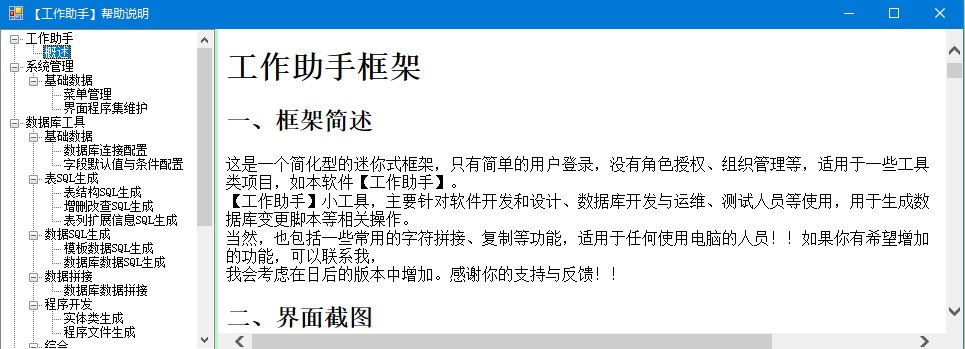 【工作助手】帮助说明
工作助手
概述
系统管理
基础数据
菜单管理
界面程序集维护
数据库工具
基础数据
数据库连接配置
字段默认值与条件配置
表SQL生成
表结构SQL生成
增删改查SQL生成
表列扩展信息SQL生成
数据SQL生成
模板数据SQL生成
数据库数据SQL生成
数据拼接
数据库数据拼接
程序开发
实体类生成
程序文件生成
综合
工作助手框架
一、框架简述
这是一个简化型的迷你式框架，只有简单的用户登录，没有角色授权、组织管理等，适用于一些工具
类项目，如本软件【工作助手】。
【工作助手】小工具，主要针对软件开发和设计、数据库开发与运维、测试人员等使用，用于生成数
据库变更脚本等相关操作。
当然，也包括一些常用的字符拼接、复制等功能，适用于任何使用电脑的人员！！如果你有希望增加
的功能，可以联系我，
我会考虑在日后的版本中增加。感谢你的支持与反馈！！
二、界面截图